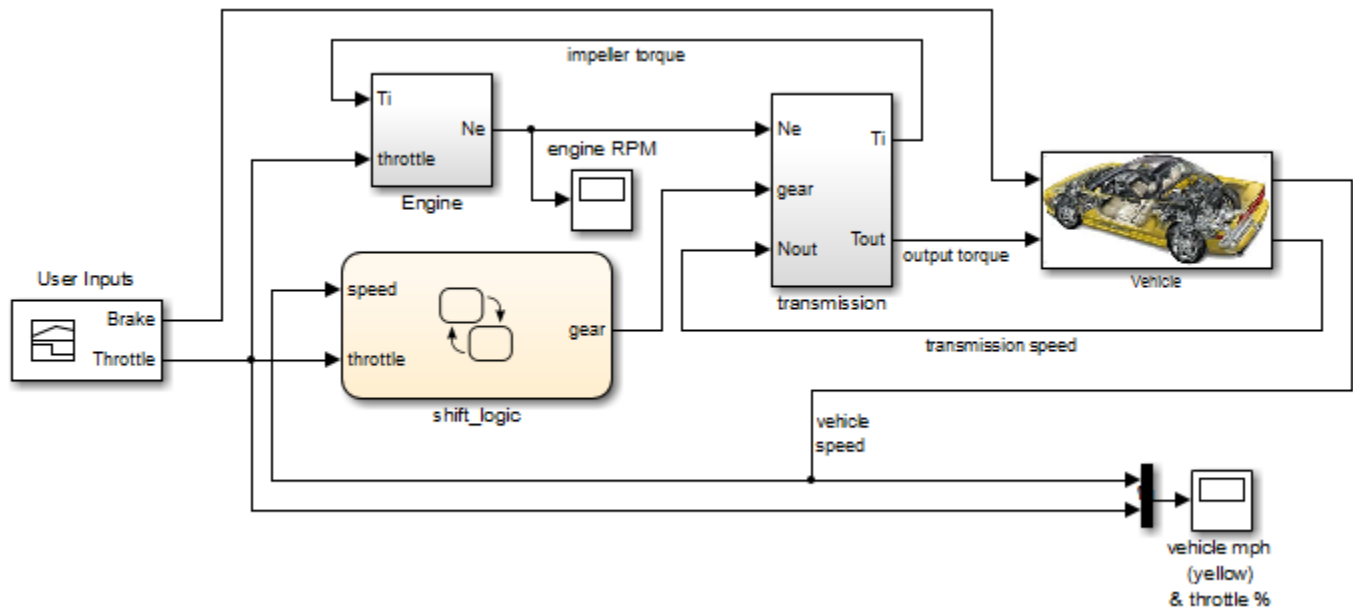 impeller torque
Ti
Ne
throttle
Engine
engine RPM
Ne
Ti
gear
Nout
Tout
transmission
output torque
Vehicle
User Inputs
Brake
Throttle
speed
gear
throttle
shift_logic
transmission speed
vehicle
speed
vehicle mph
(yellow)
& throttle %